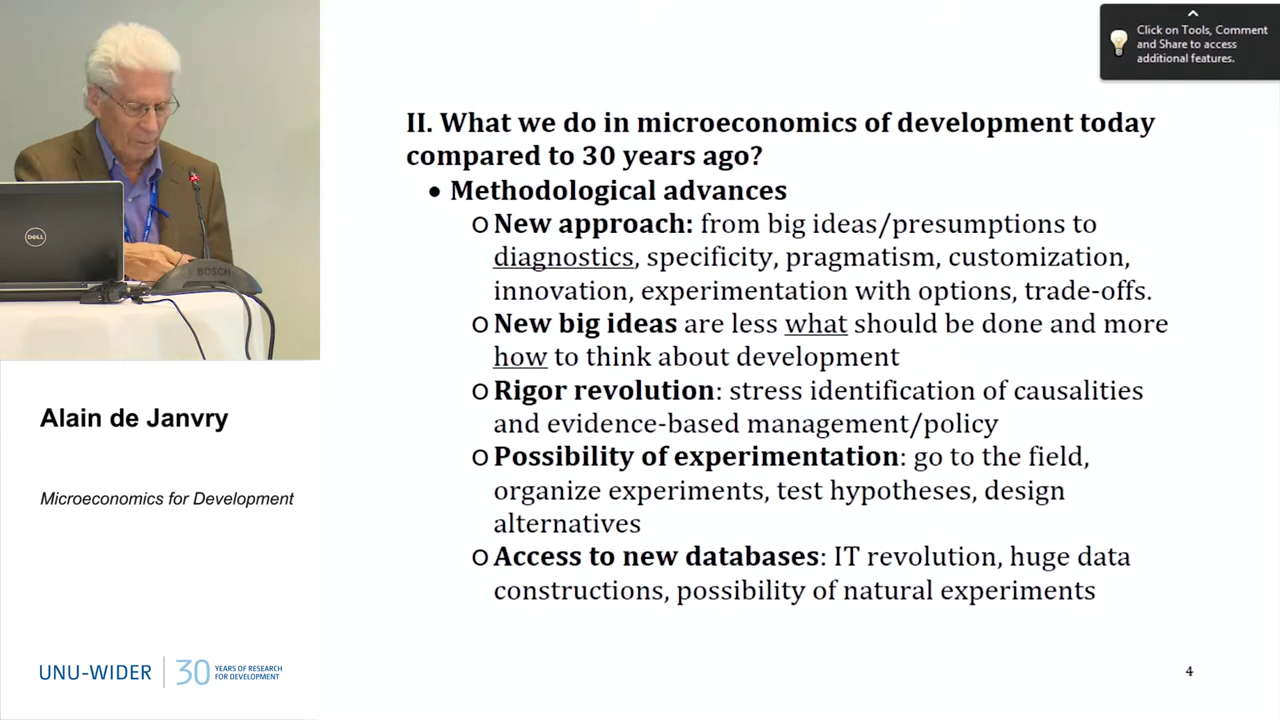 Click on Tools, Comment
and Share to access
additional features.
II. What we do in microeconomics of development today
compared to 30 years ago?
• Methodological advances
o New approach: from big ideas/presumptions to
diagnostics, specificity, pragmatism, customization,
innovation, experimentation with options, trade-offs.
o New big ideas are less what should be done and more
how to think about development
o Rigor revolution: stress identification of causalities
and evidence-based management/policy
o Possibility of experimentation: go to the field,
organize experiments, test hypotheses, design
alternatives
o Access to new databases: IT revolution, huge data
constructions, possibility of natural experiments
4
DELL
BOSCH
Alain de Janvry
Microeconomics for Development
UNU-WIDER
30 YEARS OF RESEARCH
FOR DEVELOPMENT